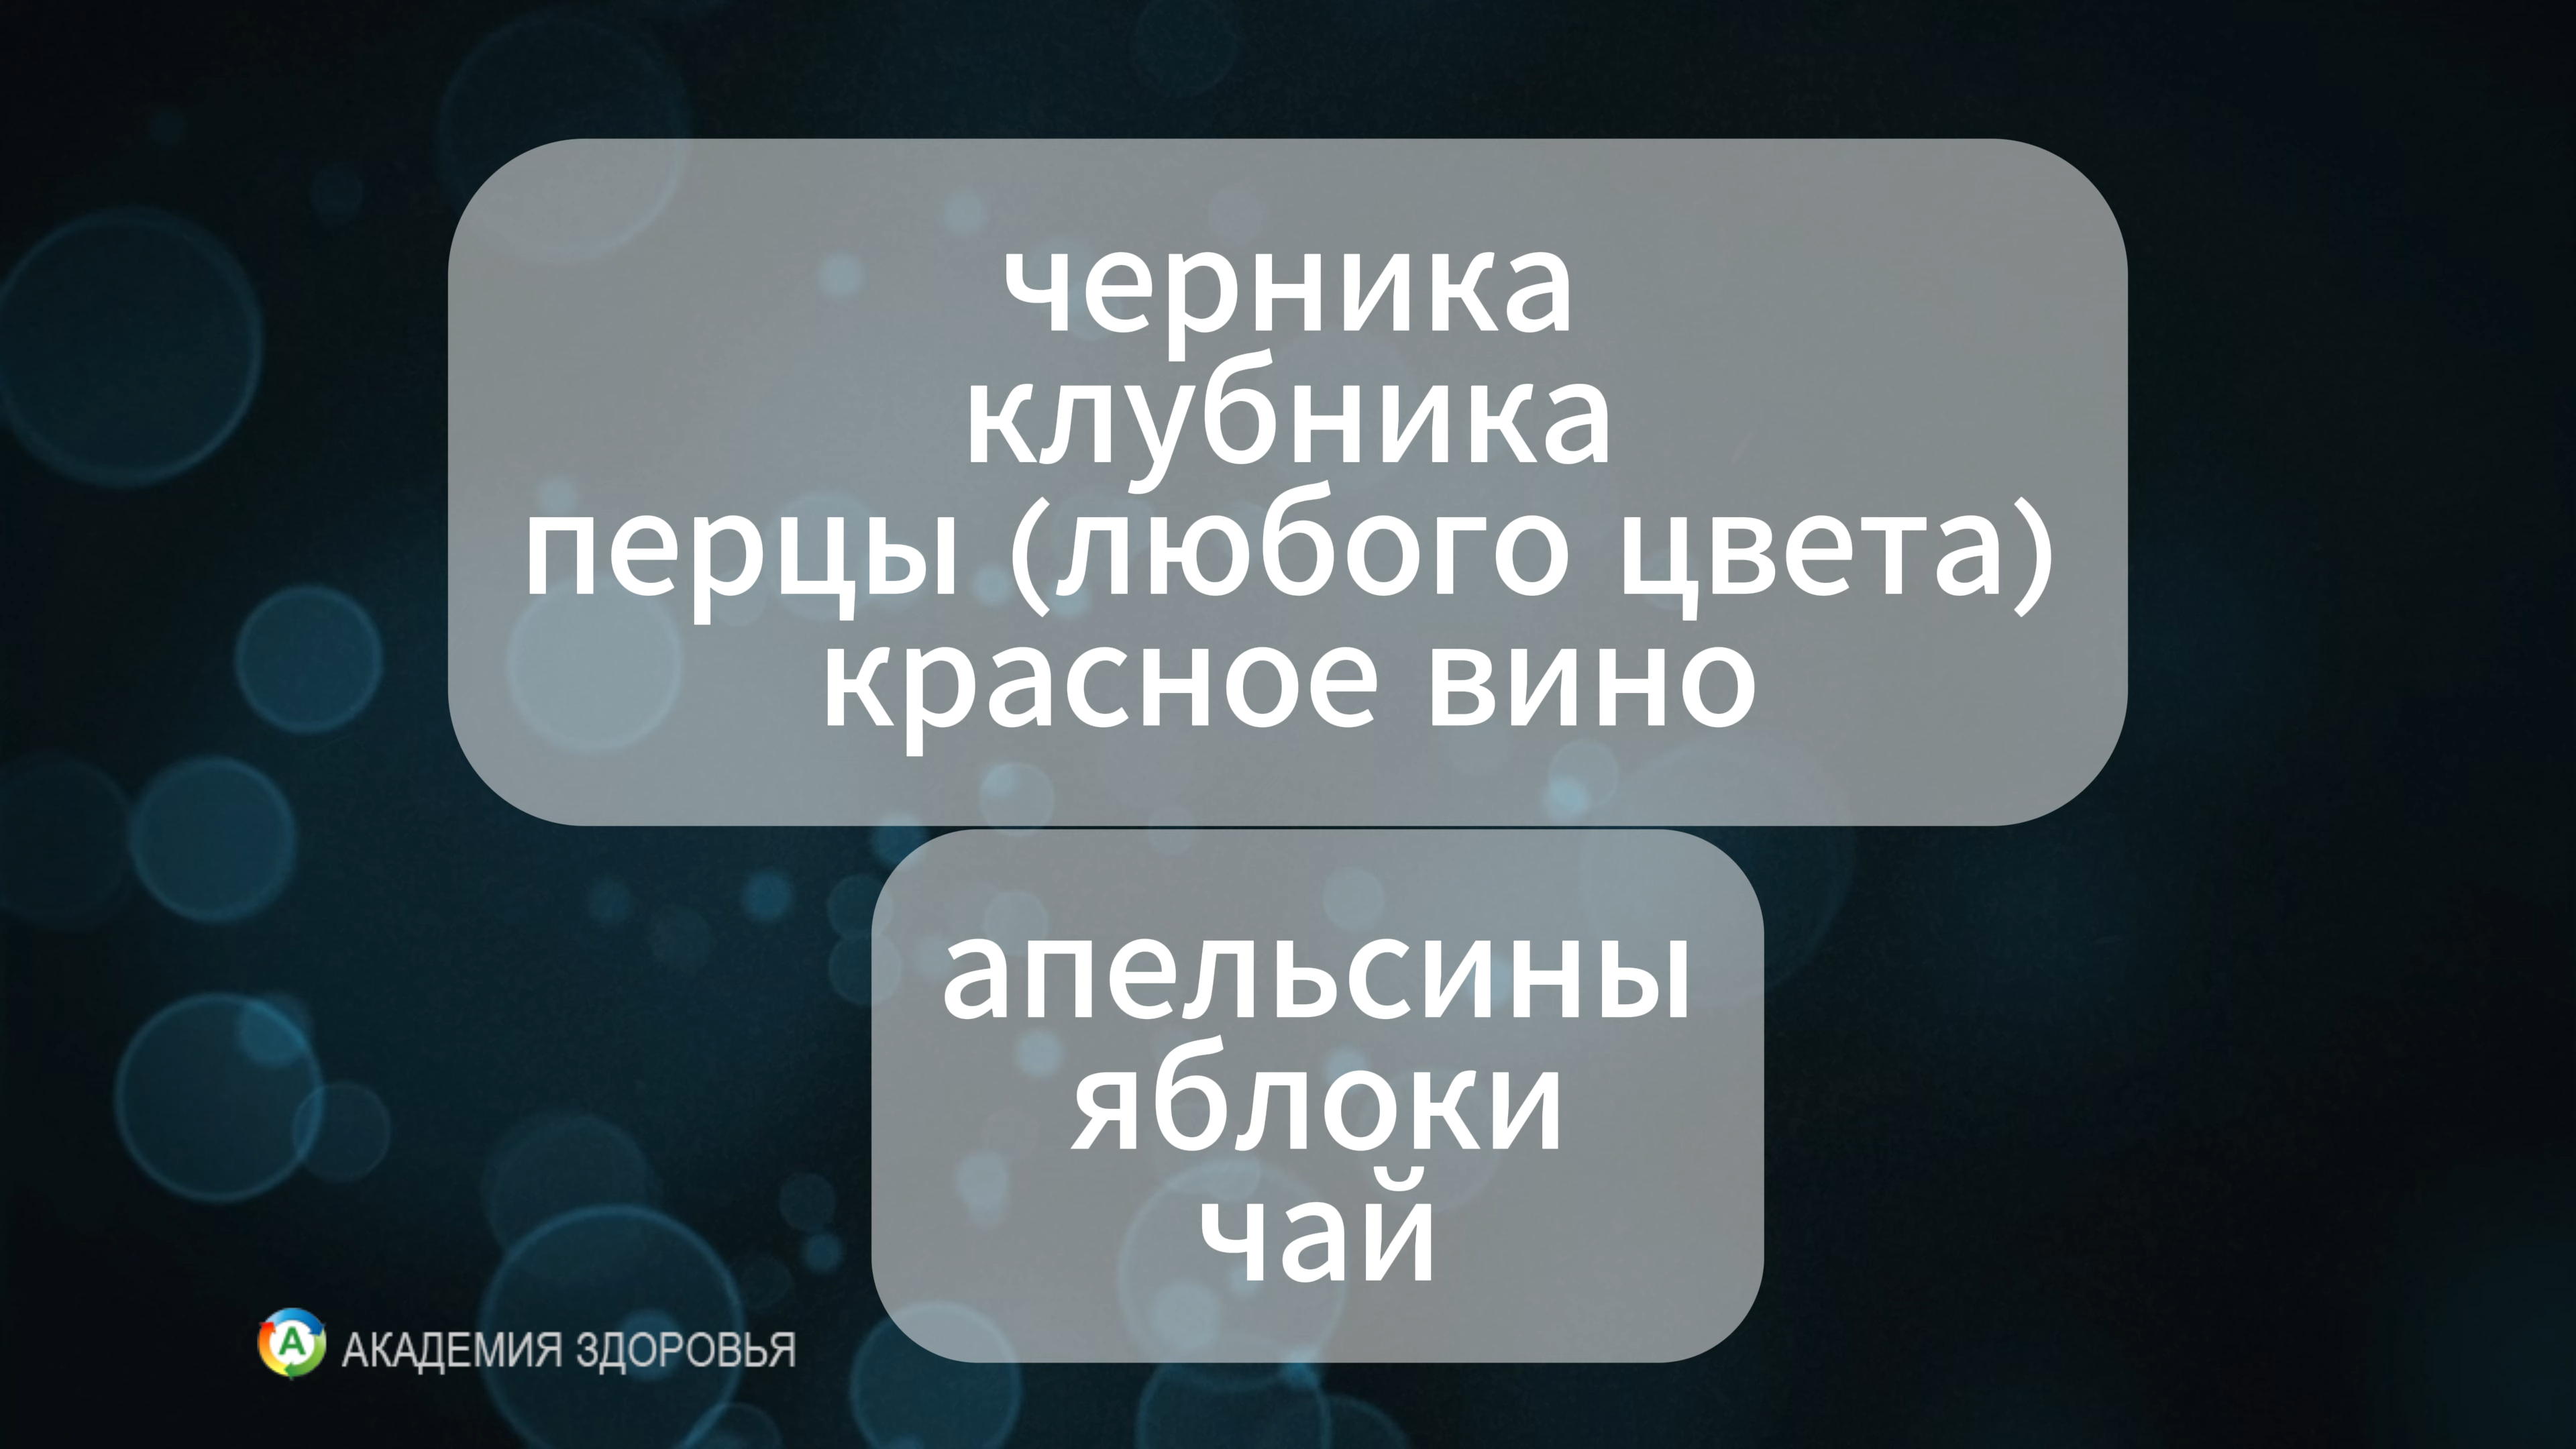 черника
клубника
перцы (любого цвета)
красное вино
апельсины
яблоки
чай
А АКАДЕМИЯ ЗДОРОВЬЯ